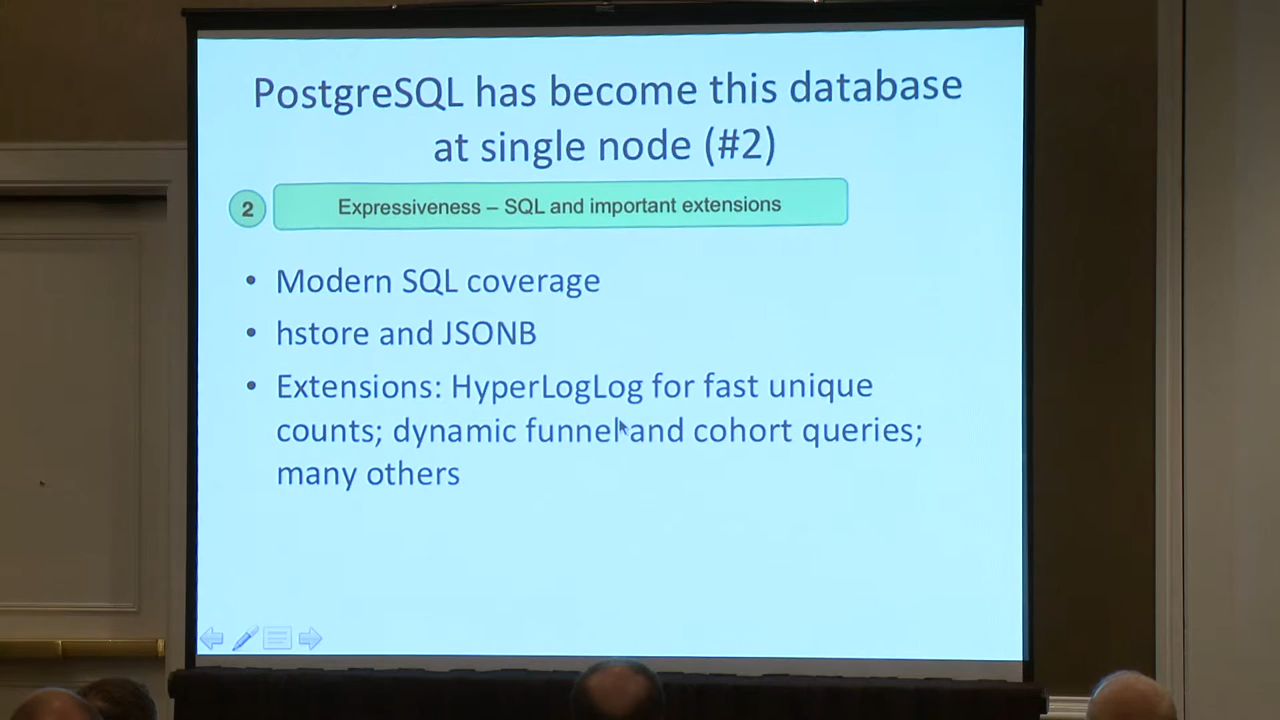 PostgreSQL has become this database
at single node (#2)
2
Expressiveness – SQL and important extensions
• Modern SQL coverage
• hstore and JSONB
• Extensions: HyperLogLog for fast unique
counts; dynamic funnel and cohort queries;
many others